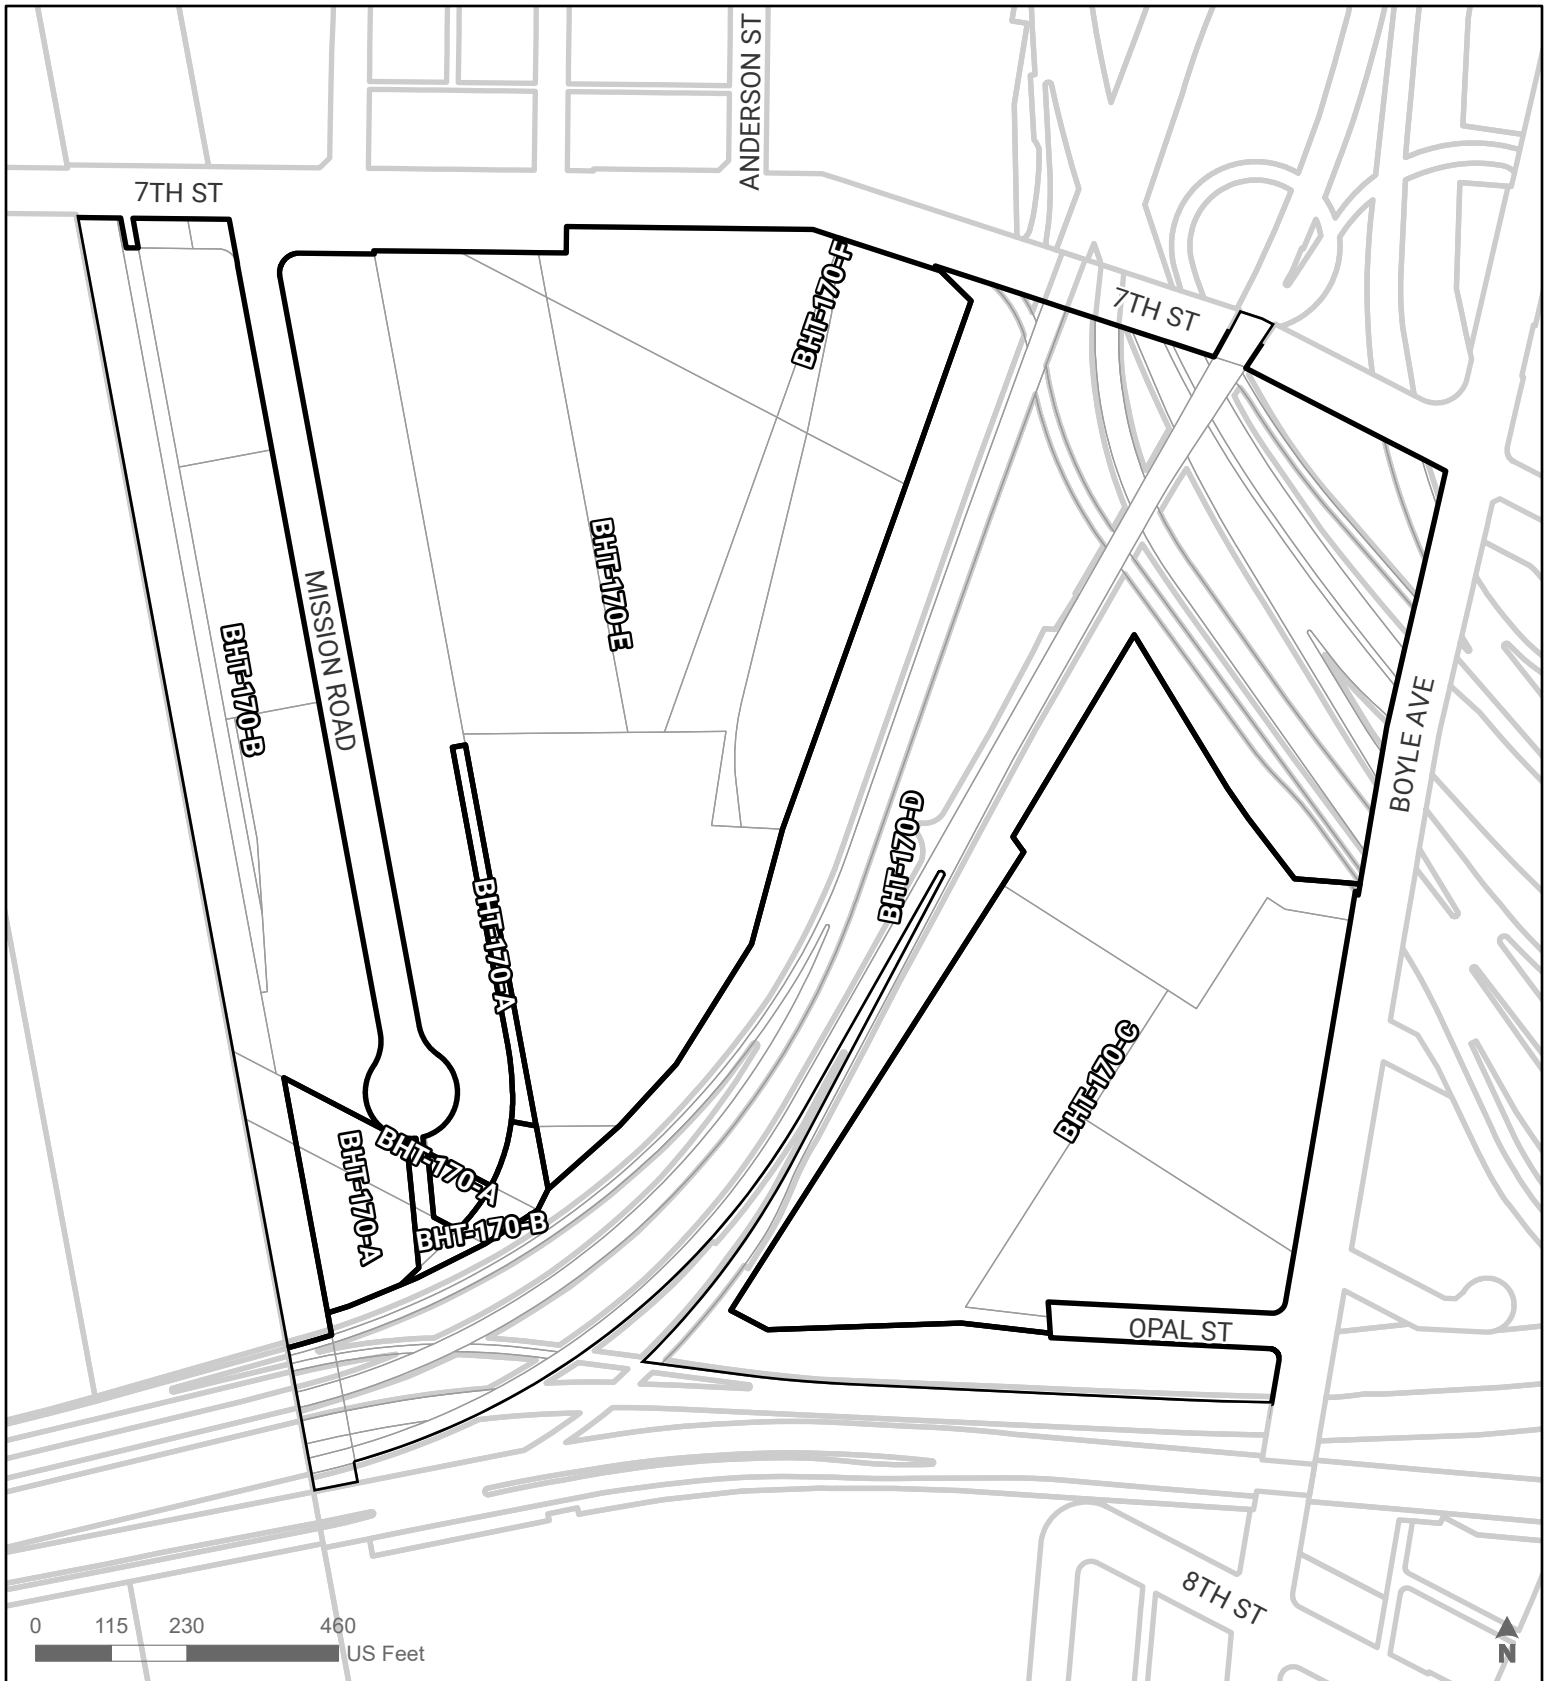 ANDERSON ST
7TH ST
BHT-170-F
7TH ST
BHT-170-E
MISSION ROAD
BHT-170-B
BOYLE AVE
BHT-170-D
BHT-170-A
BHT-170-C
BHT-170-A
BHT-170-A
BHT-170-B
OPAL ST
8TH ST
0 115 230 460
US Feet
N